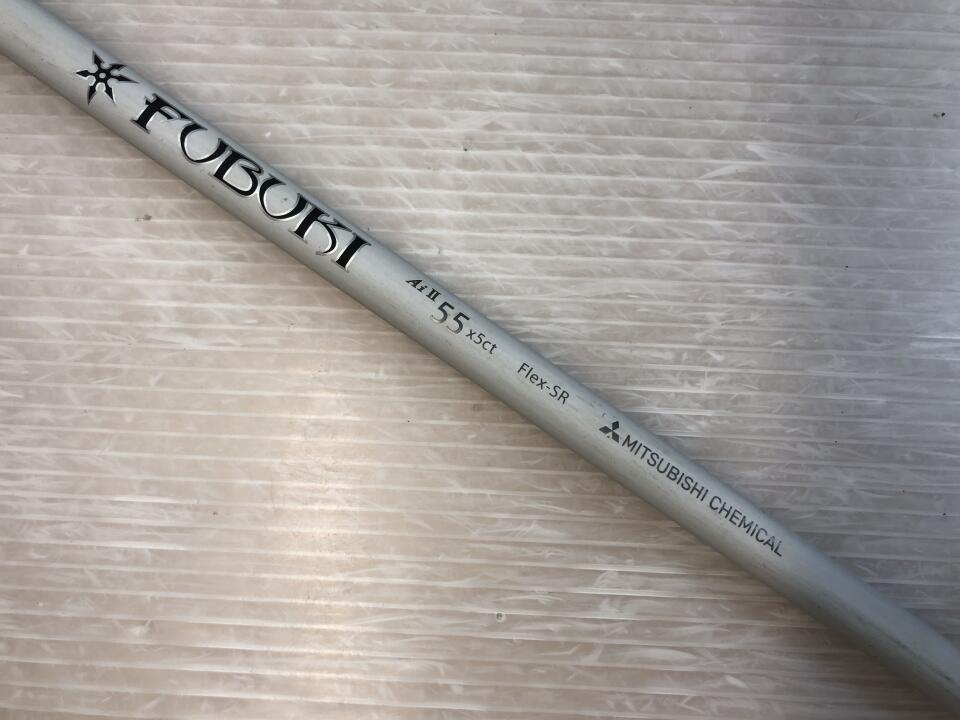 FUBUKI Ai II 55 x5ct Flex-SR MITSUBISHI CHEMICAL